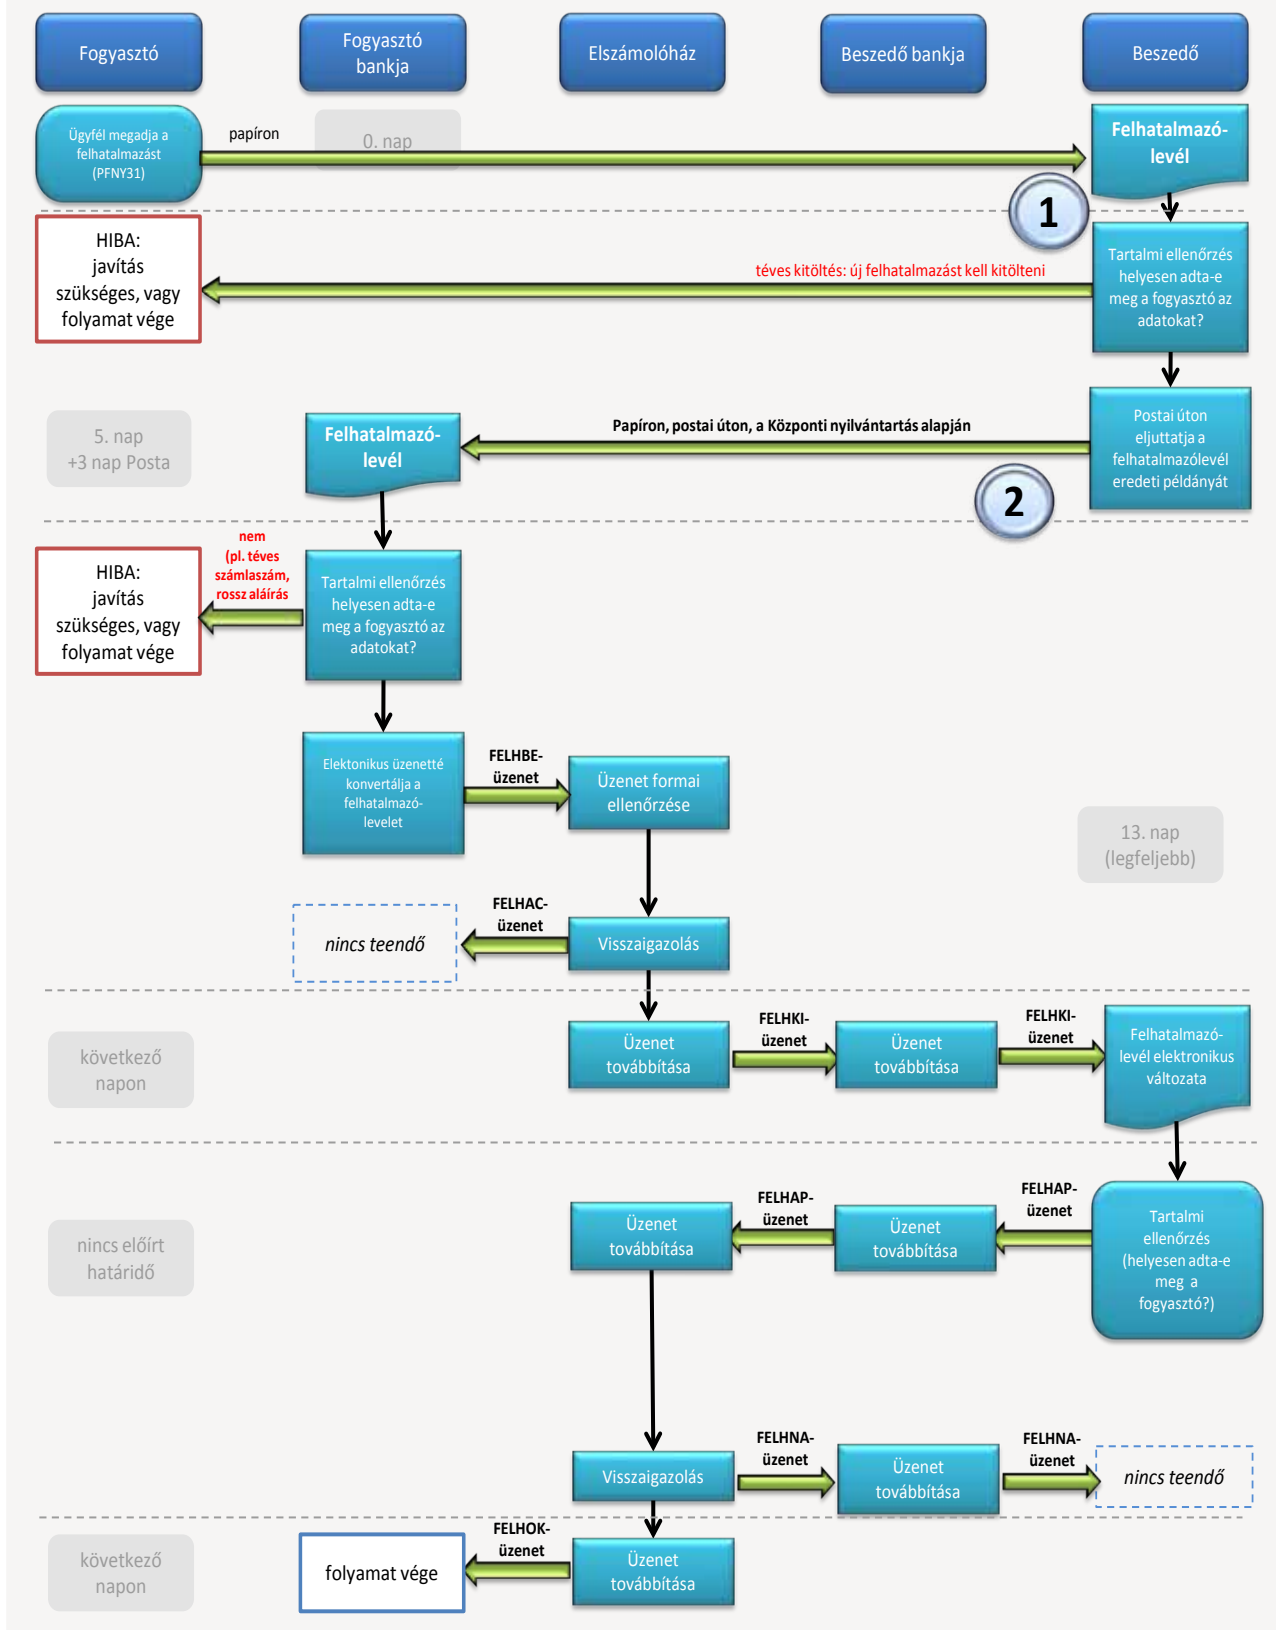 Fogyasztó
Fogyasztó
bankja
Elszámolóház
Beszedő bankja
Beszedő
Ügyfél megadja a
felhatalmazást
(PFNY31)
papíron
0. nap
Felhatalmazó-
levél
1
HIBA:
javítás
szükséges, vagy
folyamat vége
téves kitöltés: új felhatalmazást kell kitölteni
Tartalmi ellenőrzés
helyesen adta-e
meg a fogyasztó az
adatokat?
5. nap
+3 nap Posta
Felhatalmazó-
levél
Papíron, postai úton, a Központi nyilvántartás alapján
Postai úton
eljuttatja a
felhatalmazólevél
eredeti példányát
2
HIBA:
javítás
szükséges, vagy
folyamat vége
nem
(pl. téves
számlaszám,
rossz aláírás
Tartalmi ellenőrzés
helyesen adta-e
meg a fogyasztó az
adatokat?
Elektonikus üzenetté
konvertálja a
felhatalmazó-
levelet
FELHBE-
üzenet
Üzenet formai
ellenőrzése
13. nap
(legfeljebb)
nincs teendő
FELHAC-
üzenet
Visszaigazolás
következő
napon
Üzenet
továbbítása
FELHKI-
üzenet
Üzenet
továbbítása
FELHKI-
üzenet
Felhatalmazó-
levél elektronikus
változata
nincs előírt
határidő
Üzenet
továbbítása
FELHAP-
üzenet
Üzenet
továbbítása
FELHAP-
üzenet
Tartalmi
ellenőrzés
(helyesen adta-e
meg a
fogyasztó?)
Visszaigazolás
FELHNA-
üzenet
Üzenet
továbbítása
FELHNA-
üzenet
nincs teendő
következő
napon
folyamat vége
FELHOK-
üzenet
Üzenet
továbbítása